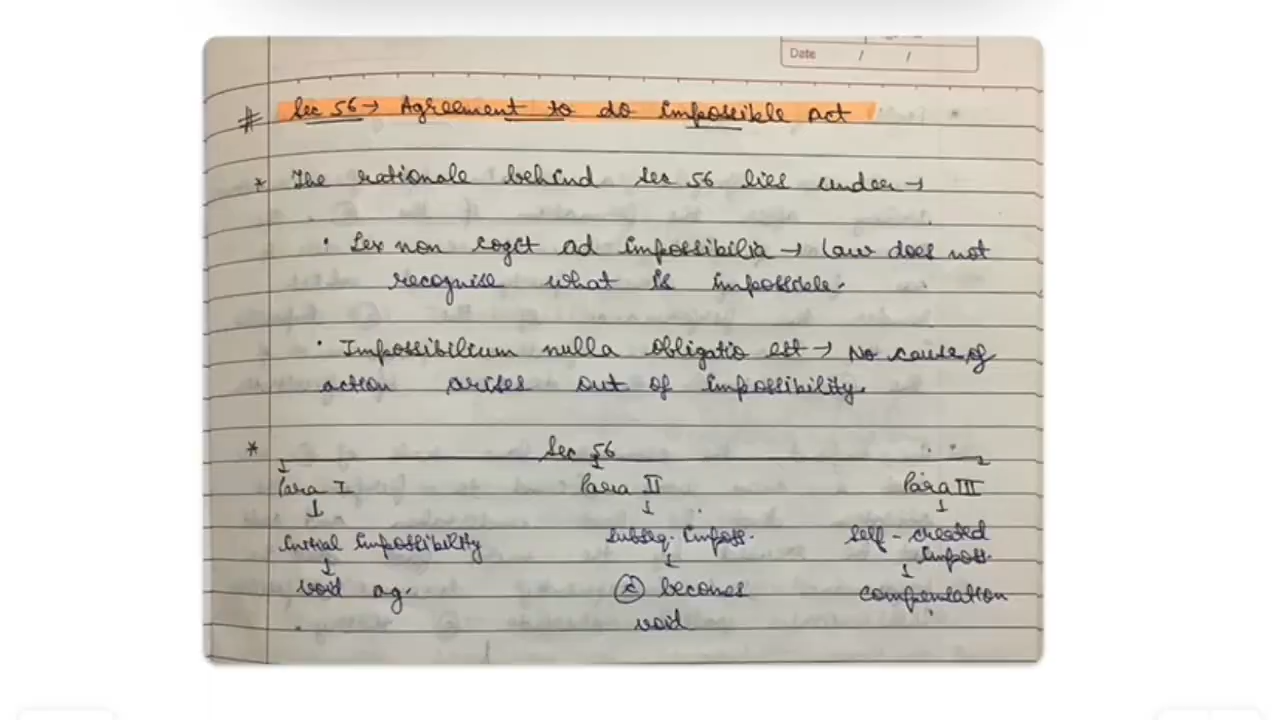 Date / /
# Sec 56 → Agreement to do impossible act
* The rationale behind sec 56 lies under →
• Lex non cogit ad impossibilia → law does not
recognise what is impossible.
• Impossibilium nulla obligatio est → No cause of
action arises out of impossibility.
* Sec 56
↓ ↓ ↓
Para I Para II Para III
↓ ↓ ↓
Initial impossibility subseq. imposs. self-created
imposs.
↓ ↓ ↓
void ag. ⓒ becomes compensation
void